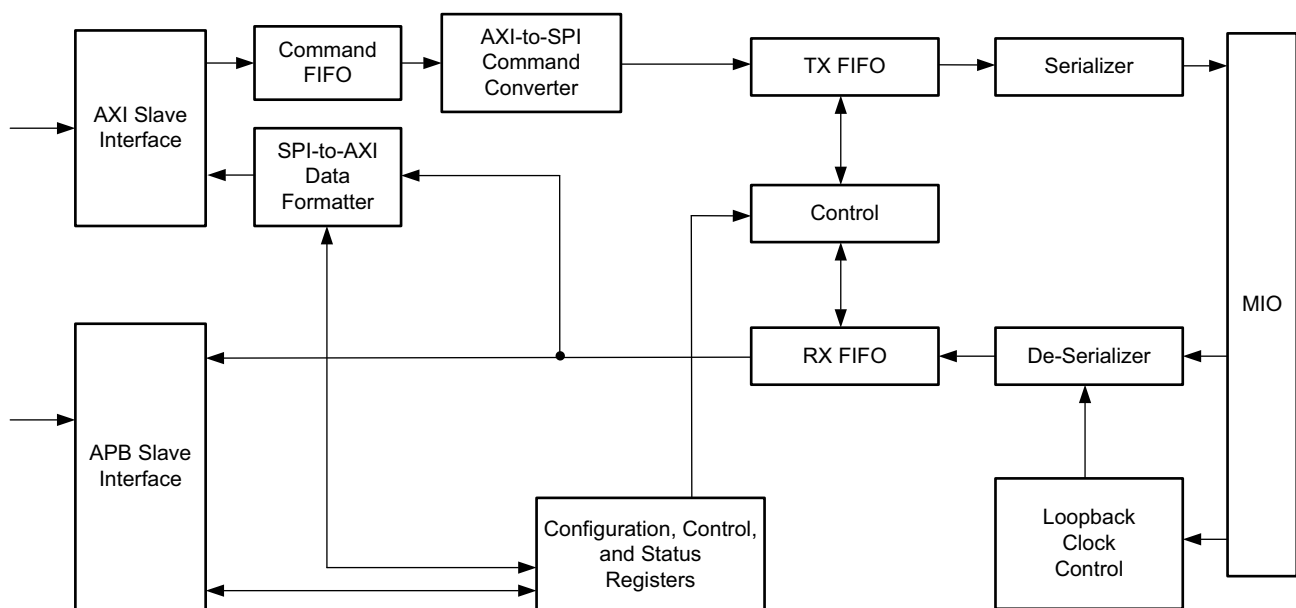 AXI Slave
Interface
Command
FIFO
AXI-to-SPI
Command
Converter
TX FIFO
Serializer
SPI-to-AXI
Data
Formatter
Control
MIO
RX FIFO
De-Serializer
APB Slave
Interface
Configuration, Control,
and Status
Registers
Loopback
Clock
Control